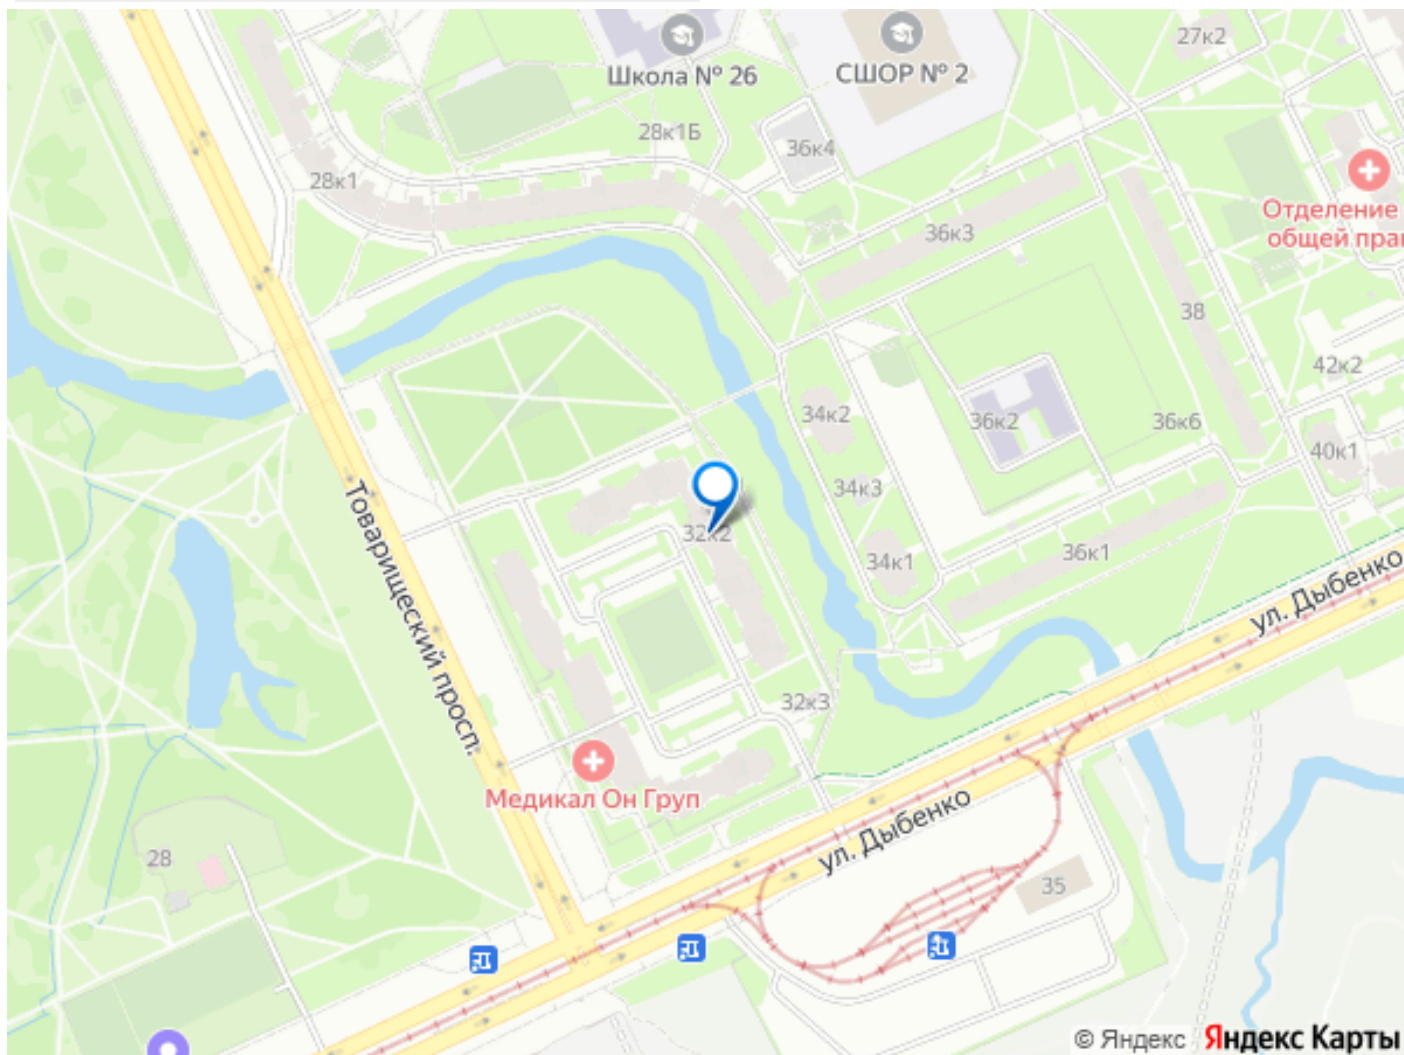 27к2
Школа № 26
СШОР № 2
28к1Б
36к4
28к1
Отделение
общей прак
36к3
38
42к2
34к2
36к2
36к6
40к1
34к3
32к2
34к1
36к1
ул. Дыбенко
Товарищеский просп.
32к3
Медикал Он Груп
ул. Дыбенко
28
35
© Яндекс Яндекс Карты